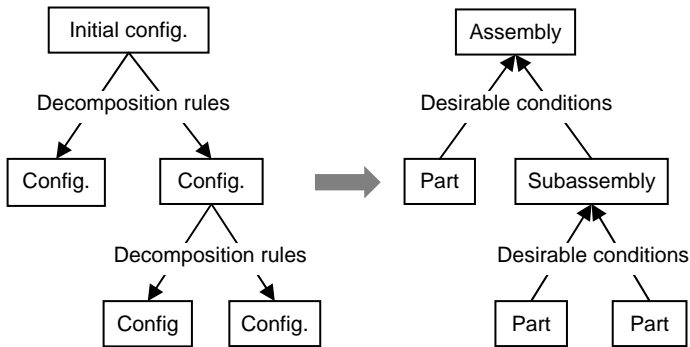 Initial config.
Decomposition rules
Config.
Config.
Decomposition rules
Config
Config.
Assembly
Desirable conditions
Part
Subassembly
Desirable conditions
Part
Part